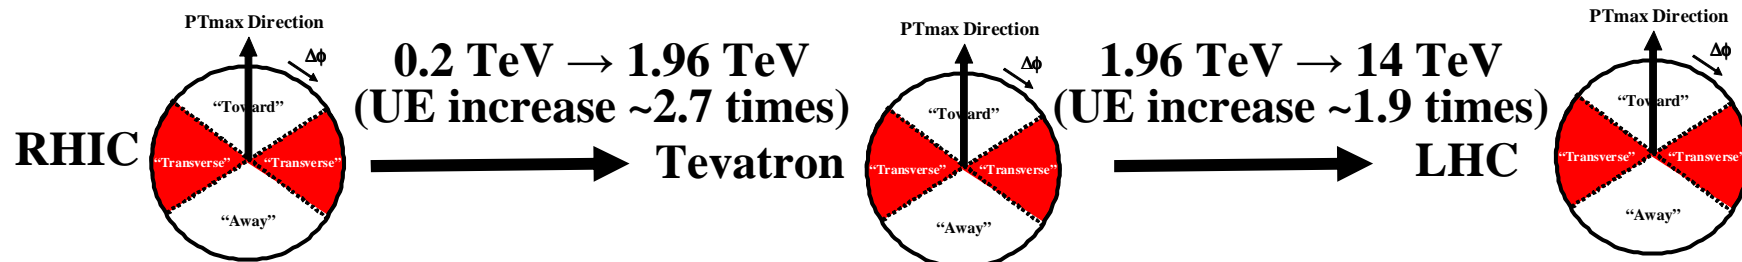 PTmax Direction
Δϕ
“Toward”
“Transverse” “Transverse”
“Away”
RHIC
0.2 TeV → 1.96 TeV
(UE increase ~2.7 times)
Tevatron
PTmax Direction
Δϕ
“Toward”
“Transverse” “Transverse”
“Away”
1.96 TeV → 14 TeV
(UE increase ~1.9 times)
LHC
PTmax Direction
Δϕ
“Toward”
“Transverse” “Transverse”
“Away”